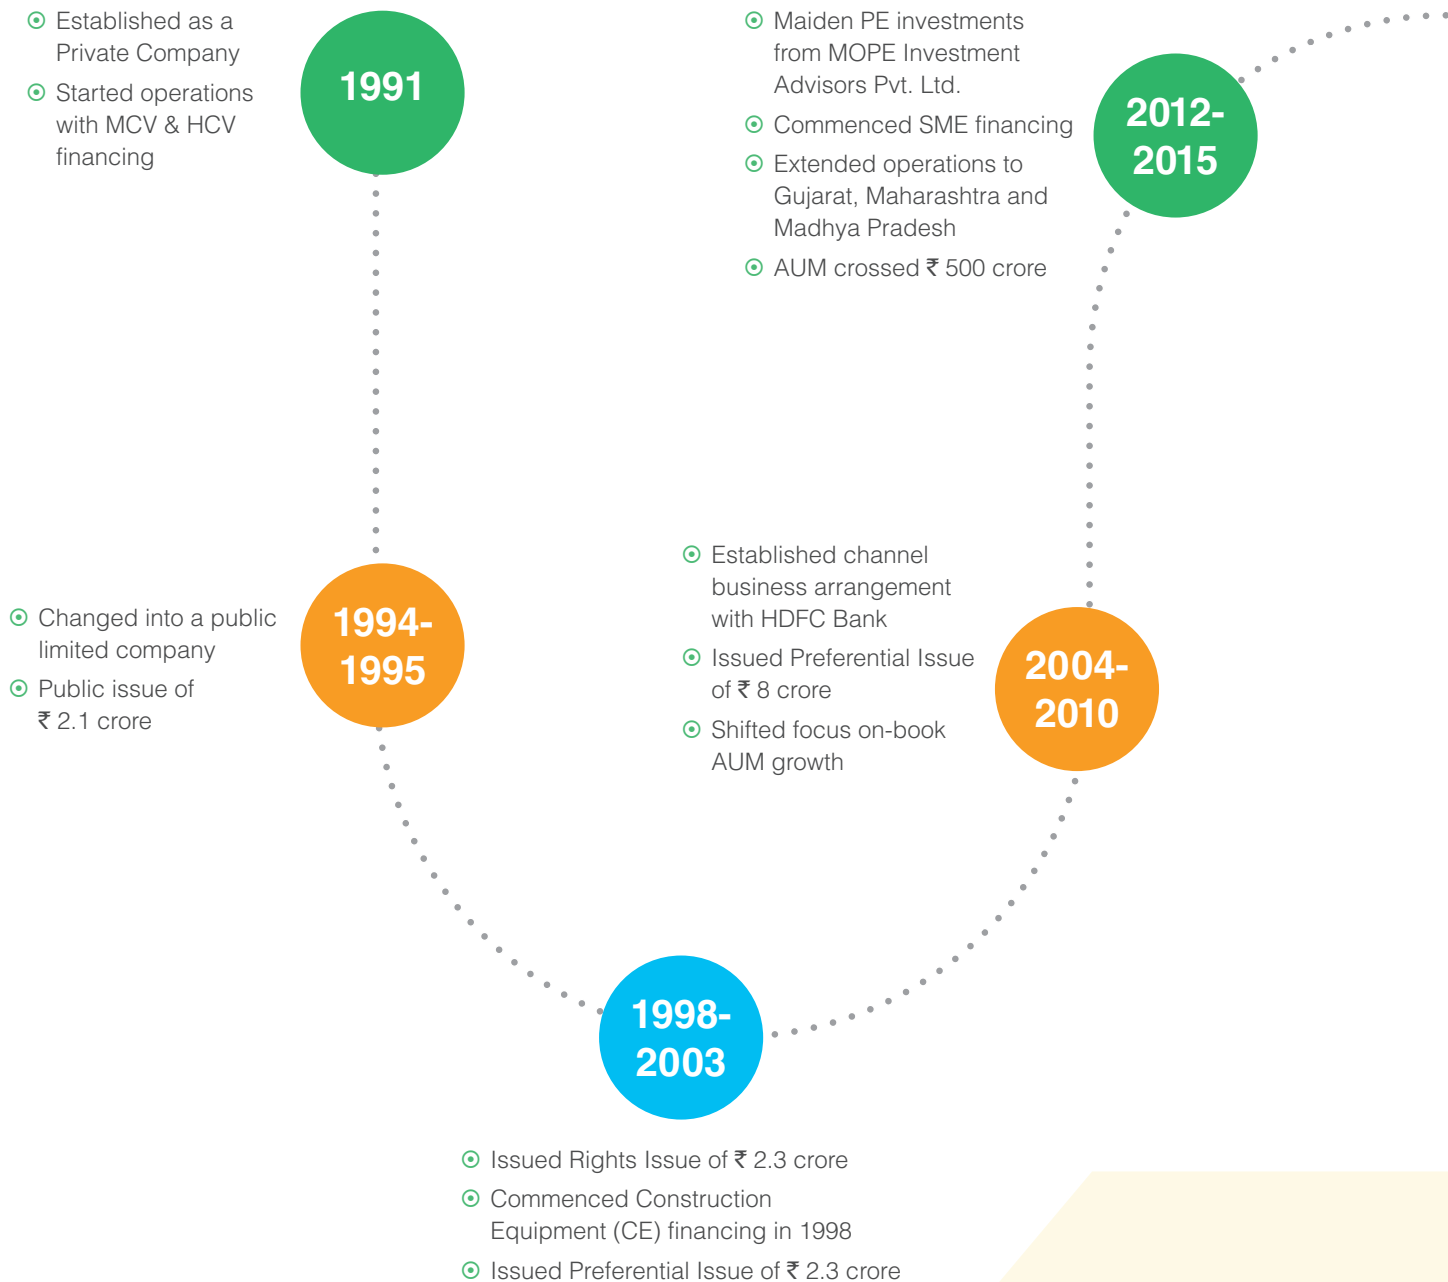 Established as a
Private Company
Started operations
with MCV & HCV
financing
1991
Changed into a public
limited company
Public issue of
₹ 2.1 crore
1994-
1995
1998-
2003
Issued Rights Issue of ₹ 2.3 crore
Commenced Construction
Equipment (CE) financing in 1998
Issued Preferential Issue of ₹ 2.3 crore
Established channel
business arrangement
with HDFC Bank
Issued Preferential Issue
of ₹ 8 crore
Shifted focus on-book
AUM growth
2004-
2010
Maiden PE investments
from MOPE Investment
Advisors Pvt. Ltd.
Commenced SME financing
Extended operations to
Gujarat, Maharashtra and
Madhya Pradesh
AUM crossed ₹ 500 crore
2012-
2015